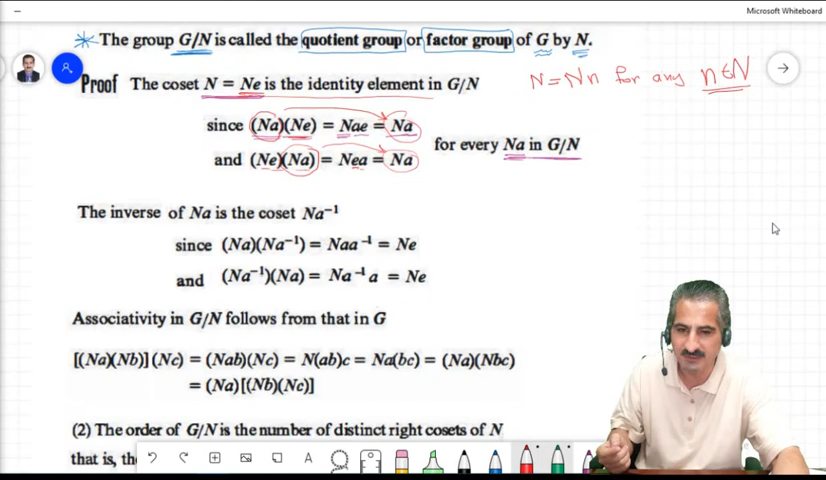 Microsoft Whiteboard
The group G/N is called the quotient group or factor group of G by N.
Proof The coset N = Ne is the identity element in G/N
N = Nn for any n ∈ N
since (Na)(Ne) = Nae = Na
and (Ne)(Na) = Nea = Na
for every Na in G/N
The inverse of Na is the coset Na⁻¹
since (Na)(Na⁻¹) = Naa⁻¹ = Ne
and (Na⁻¹)(Na) = Na⁻¹a = Ne
Associativity in G/N follows from that in G
[(Na)(Nb)](Nc) = (Nab)(Nc) = N(ab)c = Na(bc) = (Na)(Nbc)
= (Na)[(Nb)(Nc)]
(2) The order of G/N is the number of distinct right cosets of N
that is, the